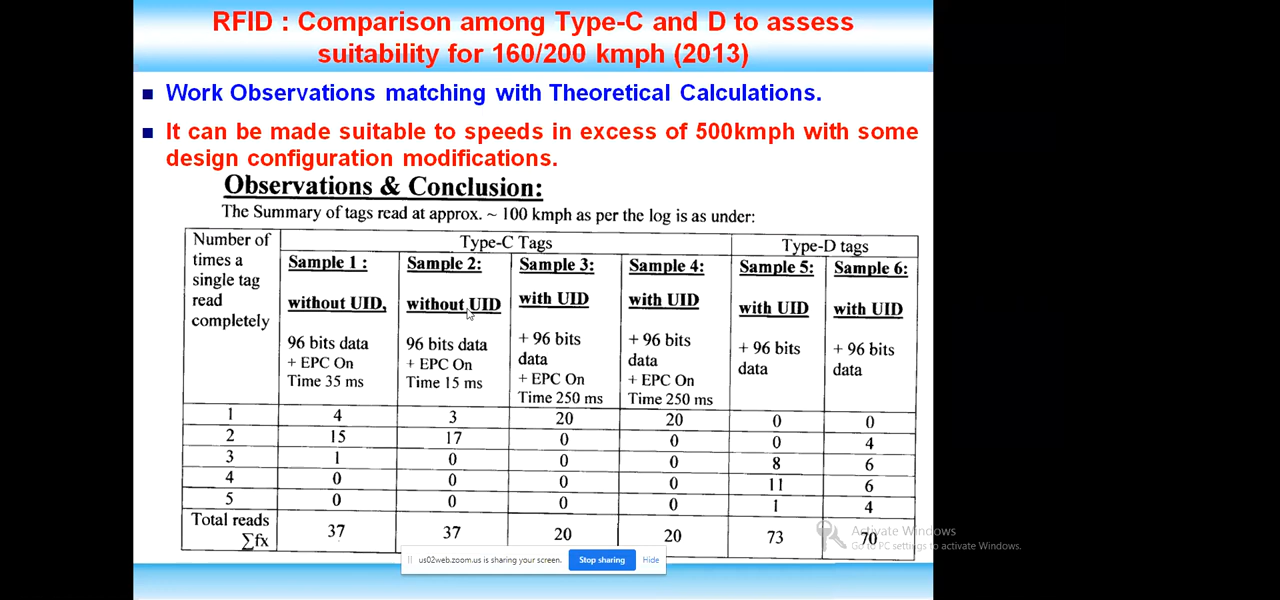 RFID : Comparison among Type-C and D to assess
suitability for 160/200 kmph (2013)
Work Observations matching with Theoretical Calculations.
It can be made suitable to speeds in excess of 500kmph with some
design configuration modifications.
Observations & Conclusion:
The Summary of tags read at approx. ~ 100 kmph as per the log is as under:
Number of times a single tag read completely
Type-C Tags
Type-D tags
Sample 1 :
without UID,
96 bits data
+ EPC On
Time 35 ms
Sample 2:
without UID
96 bits data
+ EPC On
Time 15 ms
Sample 3:
with UID
+ 96 bits
data
+ EPC On
Time 250 ms
Sample 4:
with UID
+ 96 bits
data
+ EPC On
Time 250 ms
Sample 5:
with UID
+ 96 bits
data
Sample 6:
with UID
+ 96 bits
data
1 4 3 20 20 0 0
2 15 17 0 0 0 4
3 1 0 0 0 8 6
4 0 0 0 0 11 6
5 0 0 0 0 1 4
Total reads
∑fx 37 37 20 20 73 70
Activate Windows
Go to PC settings to activate Windows.
us02web.zoom.us is sharing your screen.
Stop sharing
Hide